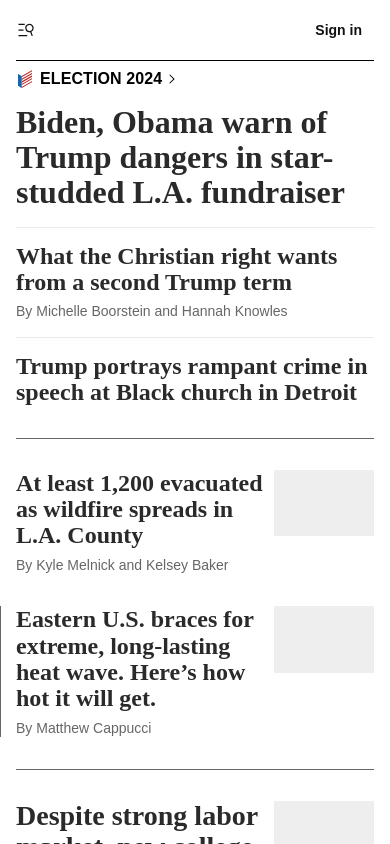 Sign in
ELECTION 2024
Biden, Obama warn of
Trump dangers in star-
studded L.A. fundraiser
What the Christian right wants
from a second Trump term
By Michelle Boorstein and Hannah Knowles
Trump portrays rampant crime in
speech at Black church in Detroit
At least 1,200 evacuated
as wildfire spreads in
L.A. County
By Kyle Melnick and Kelsey Baker
Eastern U.S. braces for
extreme, long-lasting
heat wave. Here’s how
hot it will get.
By Matthew Cappucci
Despite strong labor
market, new college